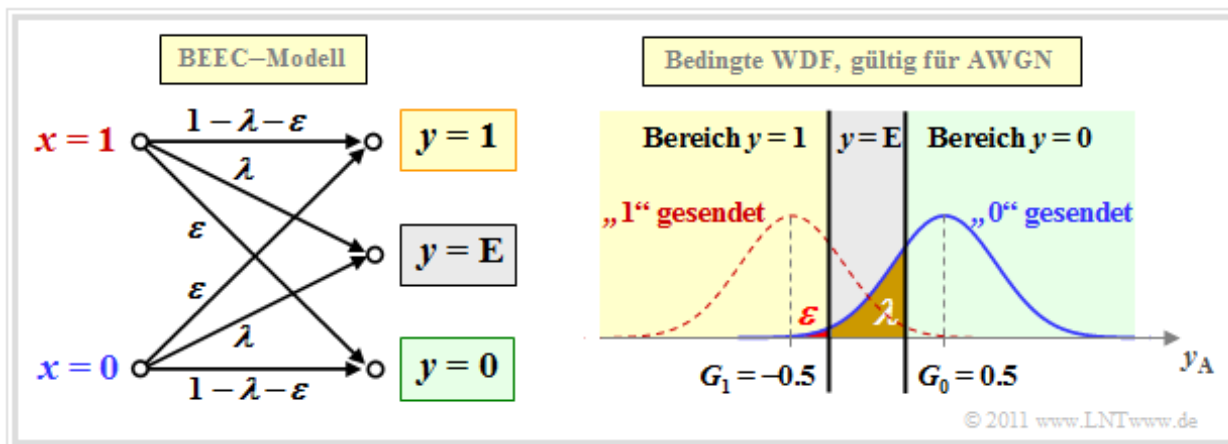 BEEC–Modell
x = 1
1 – λ – ε
y = 1
λ
ε
y = E
ε
λ
x = 0
1 – λ – ε
y = 0
Bedingte WDF, gültig für AWGN
Bereich y = 1
y = E
Bereich y = 0
„1“ gesendet
„0“ gesendet
ε
λ
G₁ = –0.5
G₀ = 0.5
y_A
© 2011 www.LNTwww.de